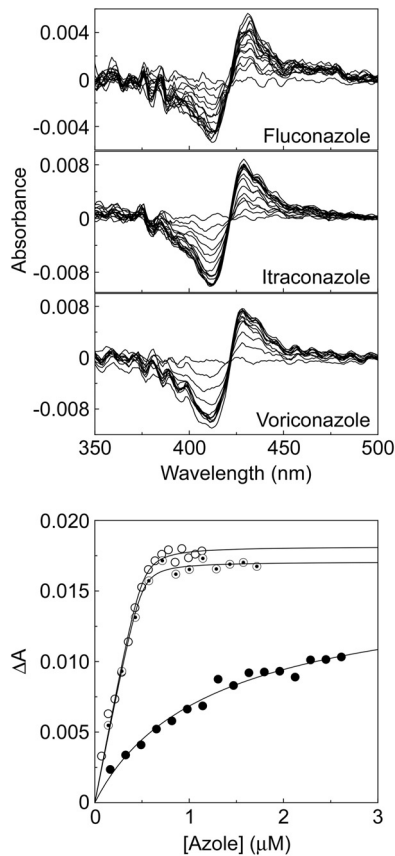 0.004
0
-0.004
Fluconazole
0.008
0
-0.008
Itraconazole
Absorbance
0.008
0
-0.008
Voriconazole
350 400 450 500
Wavelength (nm)
0.020
0.015
0.010
0.005
0.000
ΔA
0 1 2 3
[Azole] (μM)